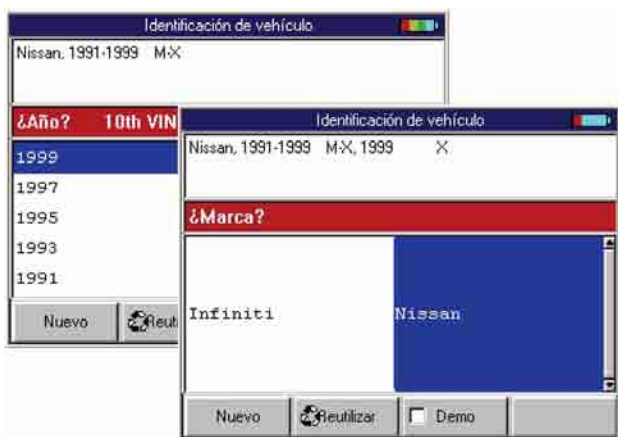 Identificación de vehículo
Nissan, 1991-1999 M-X
¿Año? 10th VIN
1999
1997
1995
1993
1991
Nuevo
Identificación de vehículo
Nissan, 1991-1999 M-X, 1999 X
¿Marca?
Infiniti Nissan
Nuevo Reutilizar Demo